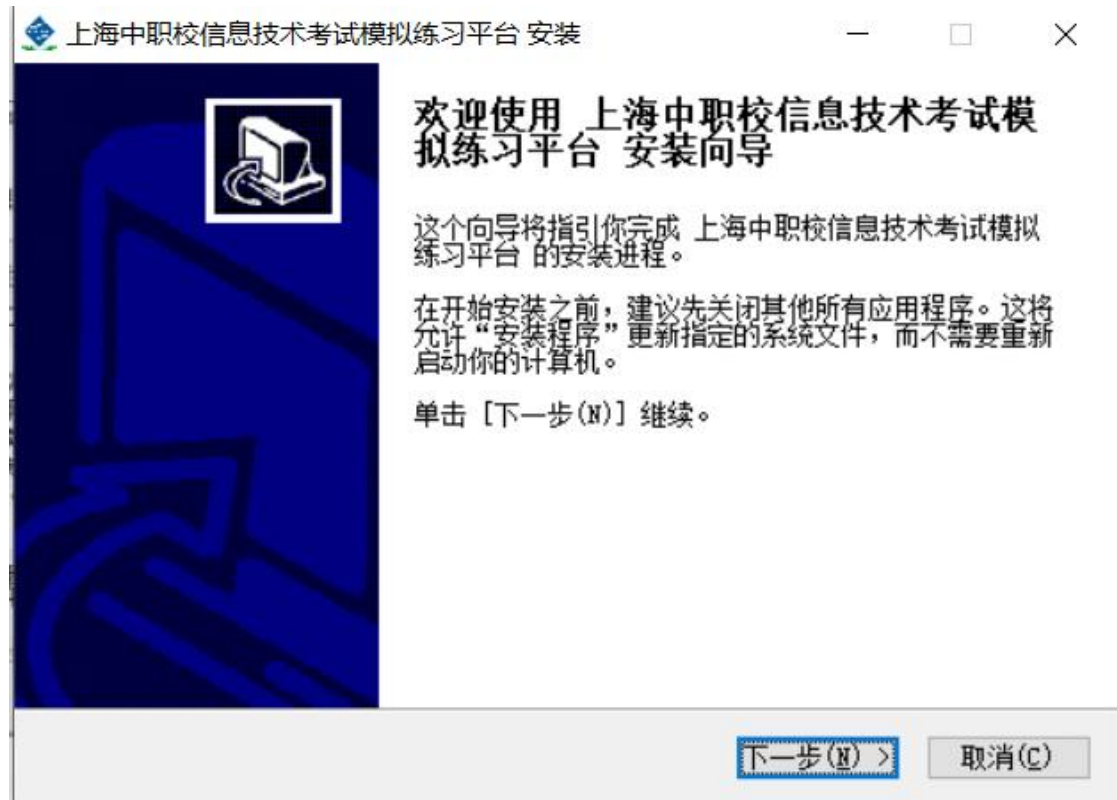 上海中职校信息技术考试模拟练习平台 安装
欢迎使用 上海中职校信息技术考试模
拟练习平台 安装向导
这个向导将指引你完成 上海中职校信息技术考试模拟
练习平台 的安装进程。
在开始安装之前，建议先关闭其他所有应用程序。这将
允许“安装程序”更新指定的系统文件，而不需要重新
启动你的计算机。
单击 [下一步(N)] 继续。
下一步(N) >
取消(C)